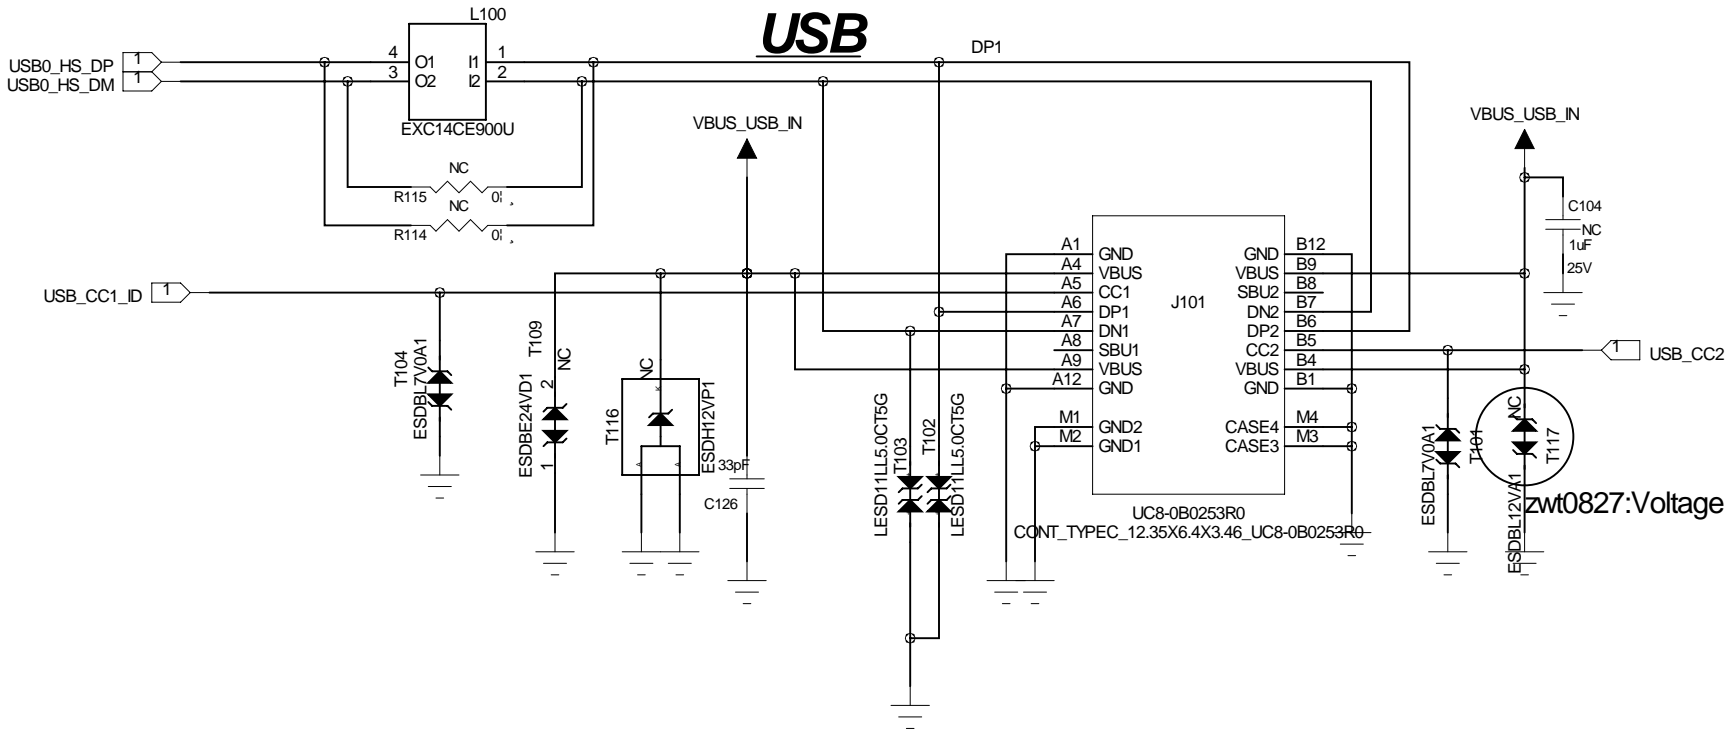 USB
L100
DP1
USB0_HS_DP
1
USB0_HS_DM
1
4
O1
I1
1
3
O2
I2
2
EXC14CE900U
NC
R115
0
NC
R114
0
VBUS_USB_IN
VBUS_USB_IN
C104
NC
1uF
25V
USB_CC1_ID
1
J101
A1
GND
A4
VBUS
A5
CC1
A6
DP1
A7
DN1
A8
SBU1
A9
VBUS
A12
GND
M1
GND2
M2
GND1
GND
B12
VBUS
B9
SBU2
B8
DN2
B7
DP2
B6
CC2
B5
VBUS
B4
GND
B1
CASE4
M4
CASE3
M3
UC8-0B0253R0
CONT_TYPEC_12.35X6.4X3.46_UC8-0B0253R0
1
USB_CC2
T104
ESDBL7V0A1
T109
NC
2
1
ESDBE24VD1
NC
T116
ESDH12VP1
33pF
C126
T103
LESD11LL5.0CT5G
T102
LESD11LL5.0CT5G
T101
ESDBL7V0A1
NC
T117
ESDBL12VA1
zwt0827:Voltage